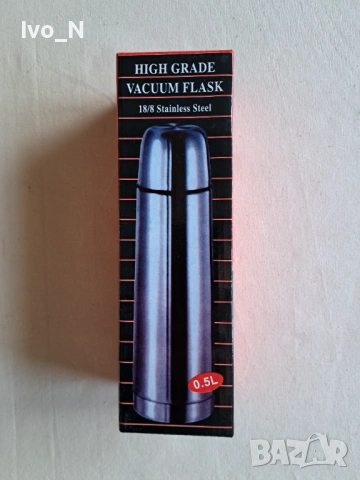 Ivo_N
HIGH GRADE
VACUUM FLASK
18/8 Stainless Steel
0.5L
BAZAR